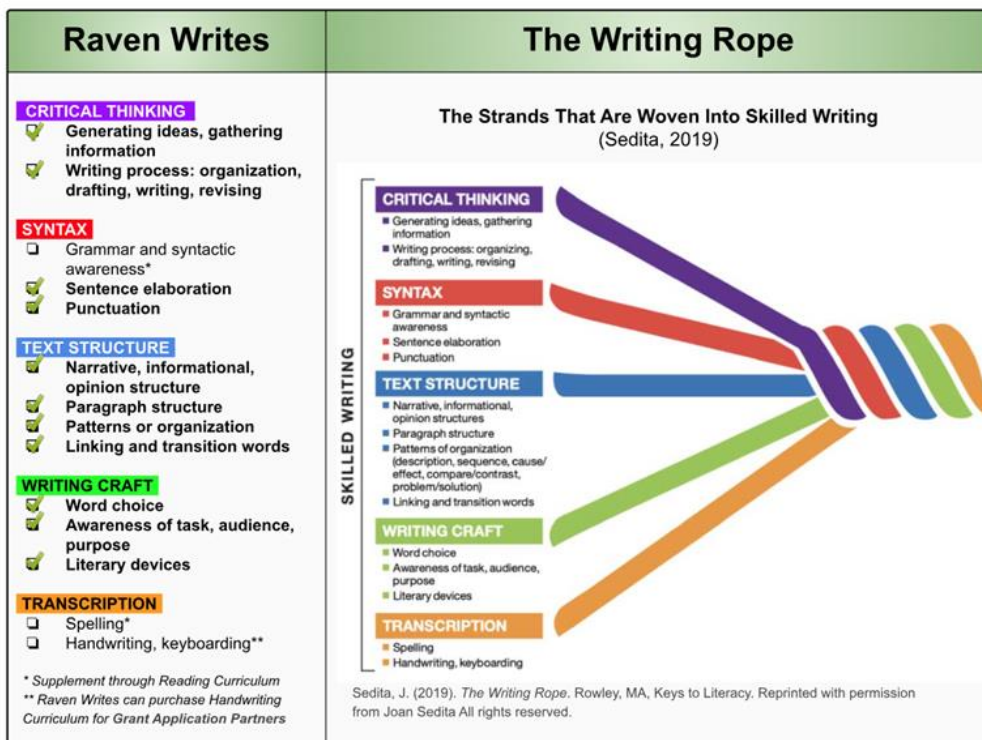 Raven Writes
CRITICAL THINKING
Generating ideas, gathering
information
Writing process: organization,
drafting, writing, revising
SYNTAX
Grammar and syntactic
awareness*
Sentence elaboration
Punctuation
TEXT STRUCTURE
Narrative, informational,
opinion structure
Paragraph structure
Patterns or organization
Linking and transition words
WRITING CRAFT
Word choice
Awareness of task, audience,
purpose
Literary devices
TRANSCRIPTION
Spelling*
Handwriting, keyboarding**
* Supplement through Reading Curriculum
** Raven Writes can purchase Handwriting
Curriculum for Grant Application Partners
The Writing Rope
The Strands That Are Woven Into Skilled Writing
(Sedita, 2019)
SKILLED WRITING
CRITICAL THINKING
Generating ideas, gathering
information
Writing process: organizing,
drafting, writing, revising
SYNTAX
Grammar and syntactic
awareness
Sentence elaboration
Punctuation
TEXT STRUCTURE
Narrative, informational,
opinion structures
Paragraph structure
Patterns of organization
(description, sequence, cause/
effect, compare/contrast,
problem/solution)
Linking and transition words
WRITING CRAFT
Word choice
Awareness of task, audience,
purpose
Literary devices
TRANSCRIPTION
Spelling
Handwriting, keyboarding
Sedita, J. (2019). The Writing Rope. Rowley, MA, Keys to Literacy. Reprinted with permission
from Joan Sedita All rights reserved.